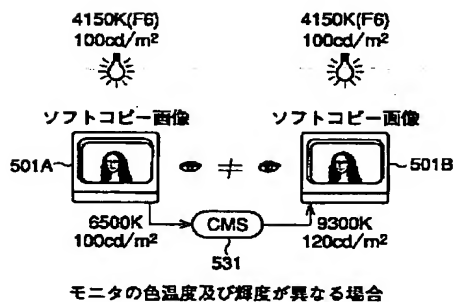 4150K(F6) 4150K(F6)
100cd/m² 100cd/m²
ソフトコピー画像 ソフトコピー画像
501A 501B
6500K CMS 9300K
100cd/m² 120cd/m²
531
モニタの色温度及び輝度が異なる場合